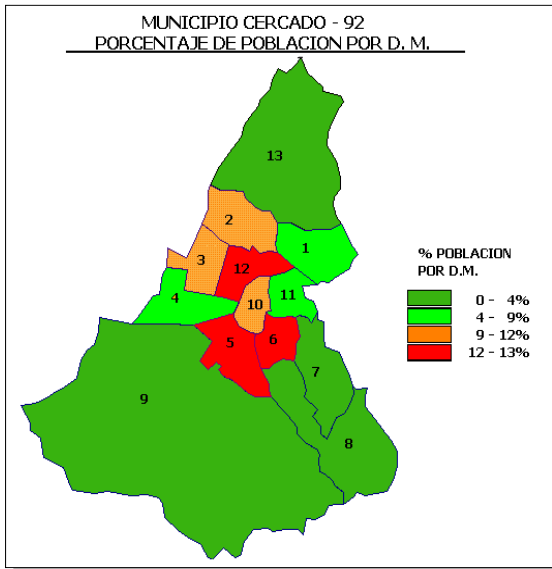 MUNICIPIO CERCADO - 92
PORCENTAJE DE POBLACION POR D. M.
13
2
1
3
12
4
10
11
5
6
7
9
8
% POBLACION
POR D.M.
0 - 4%
4 - 9%
9 - 12%
12 - 13%